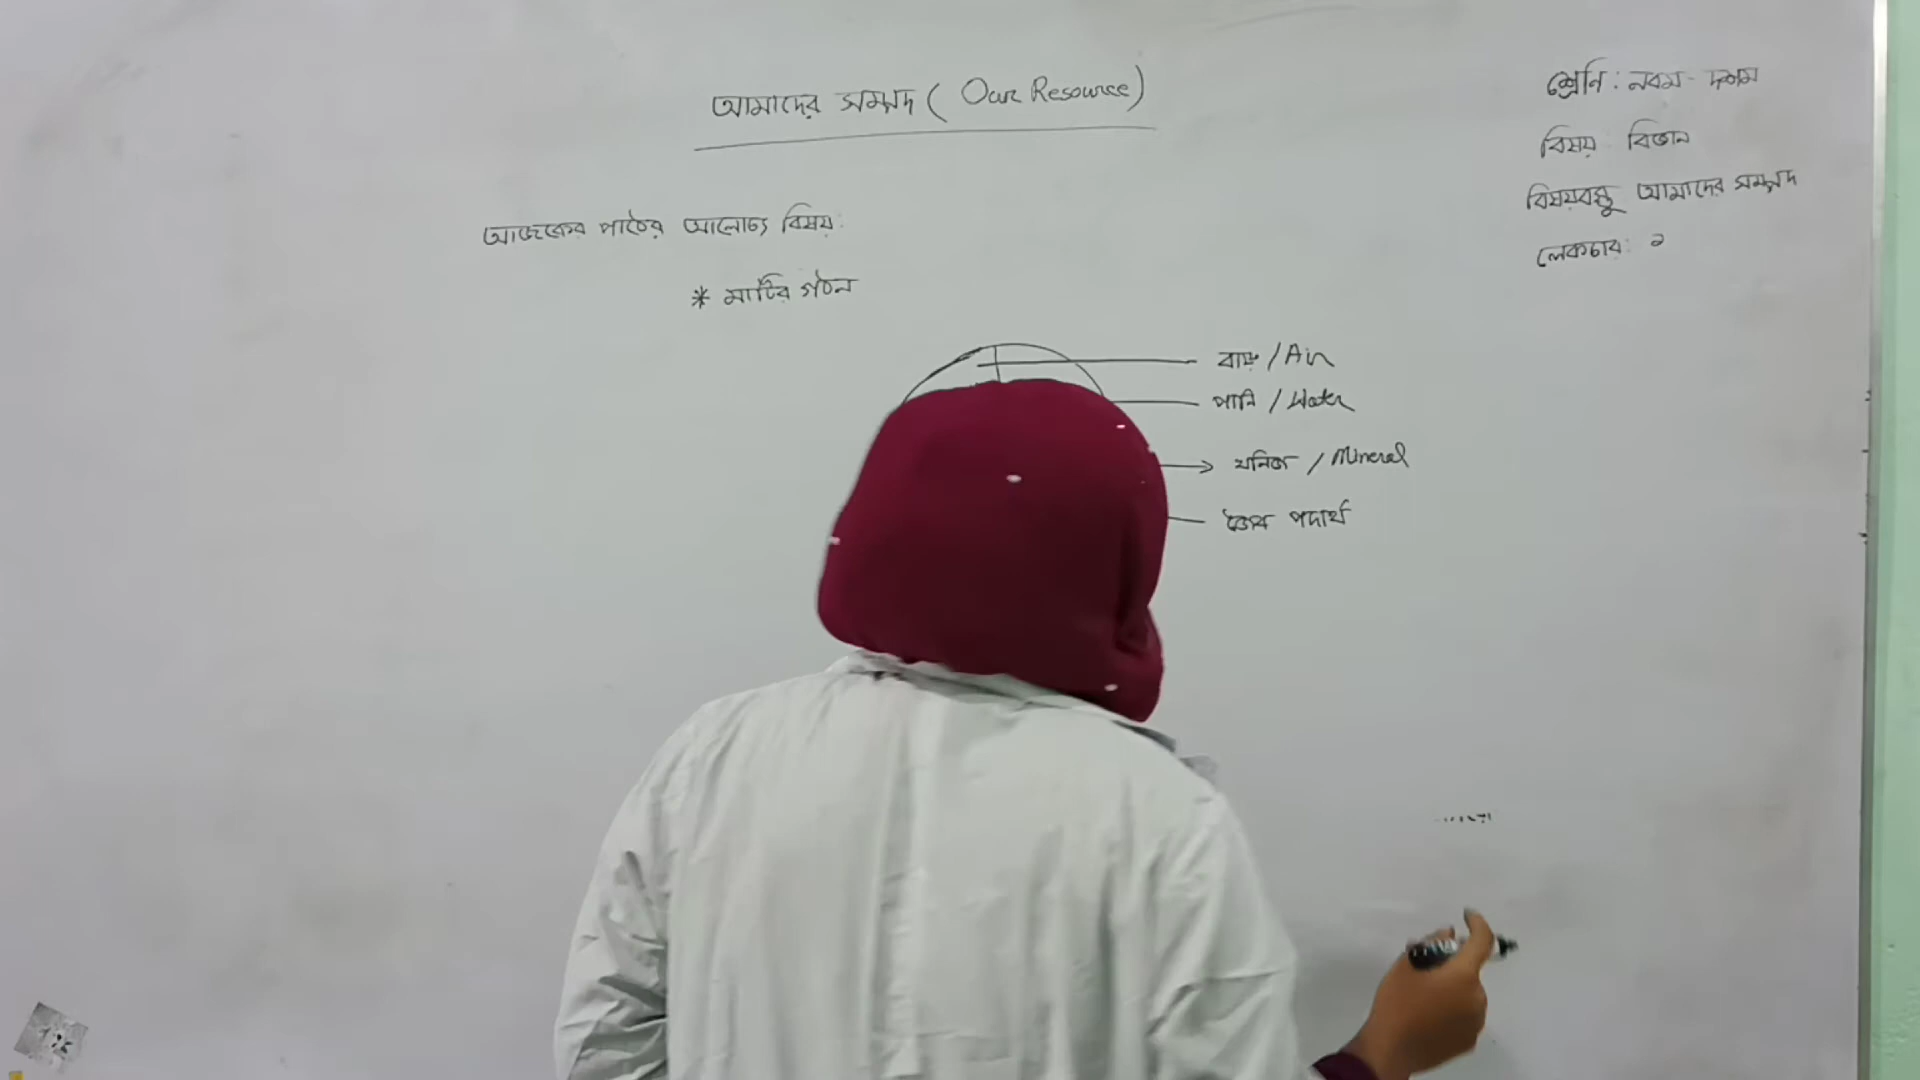 আমাদের সম্পদ ( Our Resource)
শ্রেণি : নবম - দশম
বিষয় : বিজ্ঞান
বিষয়বস্তু আমাদের সম্পদ
লেকচার: ১
আজকের পাঠের আলোচ্য বিষয়:
* মাটির গঠন
বায়ু / Air
পানি / Water
খনিজ / Mineral
জৈব পদার্থ